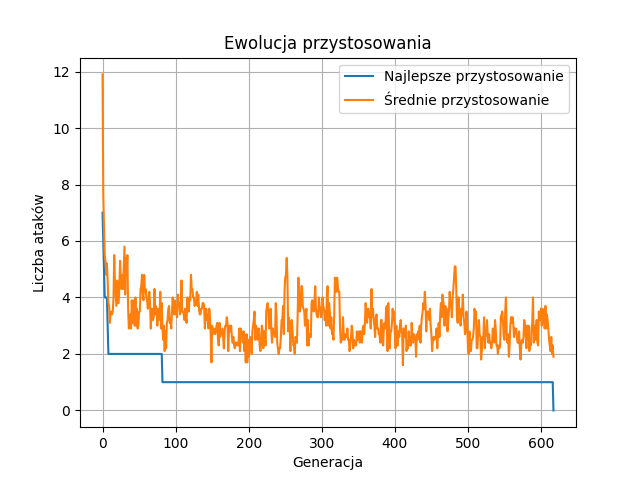 Ewolucja przystosowania
Najlepsze przystosowanie
Średnie przystosowanie
12
10
8
6
4
2
0
Liczba ataków
0 100 200 300 400 500 600
Generacja